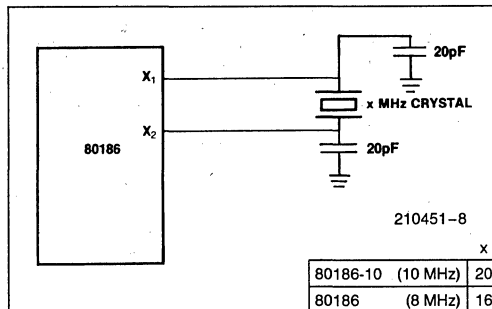 20pF
X1
x MHz CRYSTAL
X2
80186
20pF
210451-8
x
80186-10 (10 MHz) 20
80186 (8 MHz) 16